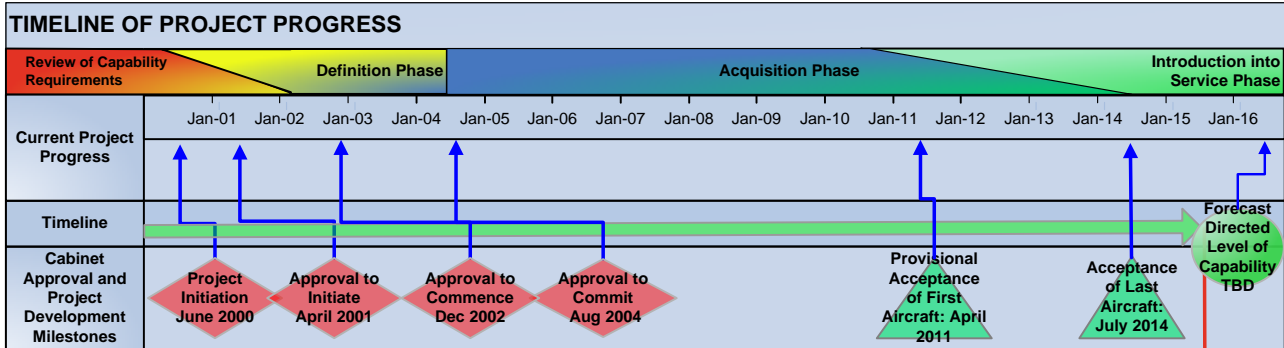 TIMELINE OF PROJECT PROGRESS
Review of Capability
Requirements
Definition Phase
Acquisition Phase
Introduction into
Service Phase
Current Project
Progress
Jan-01 Jan-02 Jan-03 Jan-04 Jan-05 Jan-06 Jan-07 Jan-08 Jan-09 Jan-10 Jan-11 Jan-12 Jan-13 Jan-14 Jan-15 Jan-16
Timeline
Forecast
Directed
Level of
Capability
TBD
Cabinet
Approval and
Project
Development
Milestones
Project
Initiation
June 2000
Approval to
Initiate
April 2001
Approval to
Commence
Dec 2002
Approval to
Commit
Aug 2004
Provisional
Acceptance
of First
Aircraft: April
2011
Acceptance
of Last
Aircraft:
July 2014